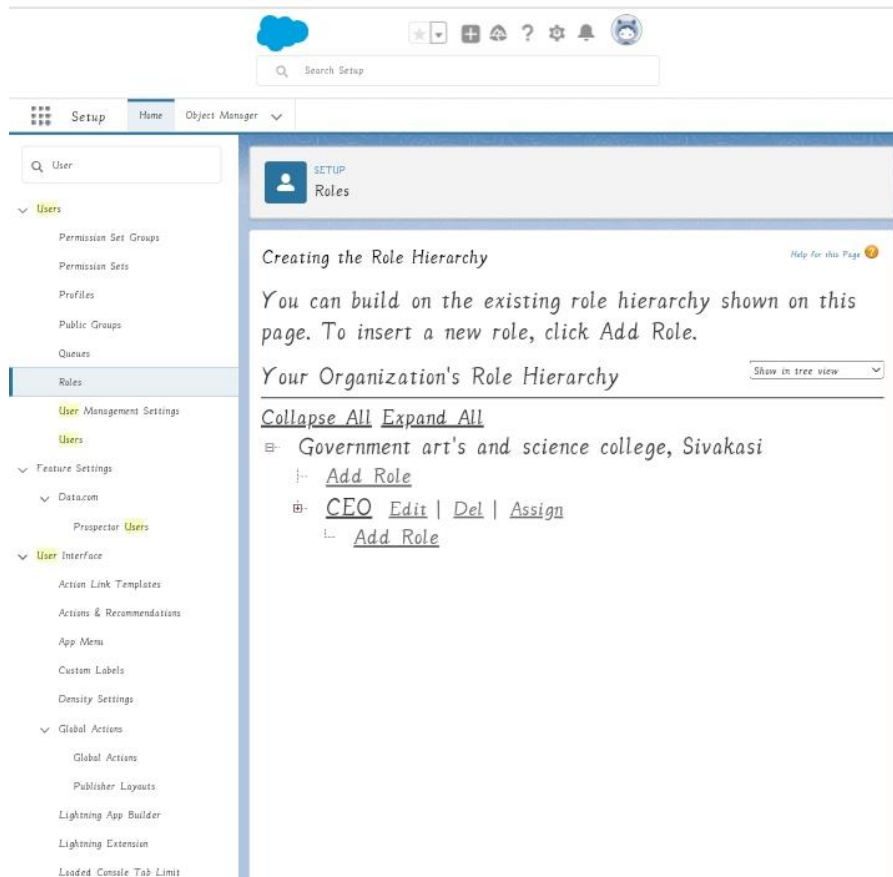 Search Setup
Setup Home Object Manager
User
Users
Permission Set Groups
Permission Sets
Profiles
Public Groups
Queues
Roles
User Management Settings
Users
Feature Settings
Data.com
Prospector Users
User Interface
Action Link Templates
Actions & Recommendations
App Menu
Custom Labels
Density Settings
Global Actions
Global Actions
Publisher Layouts
Lightning App Builder
Lightning Extension
Loaded Console Tab Limit
SETUP
Roles
Creating the Role Hierarchy
Help for this Page
You can build on the existing role hierarchy shown on this
page. To insert a new role, click Add Role.
Your Organization's Role Hierarchy
Show in tree view
Collapse All Expand All
Government art's and science college, Sivakasi
Add Role
CEO Edit | Del | Assign
Add Role